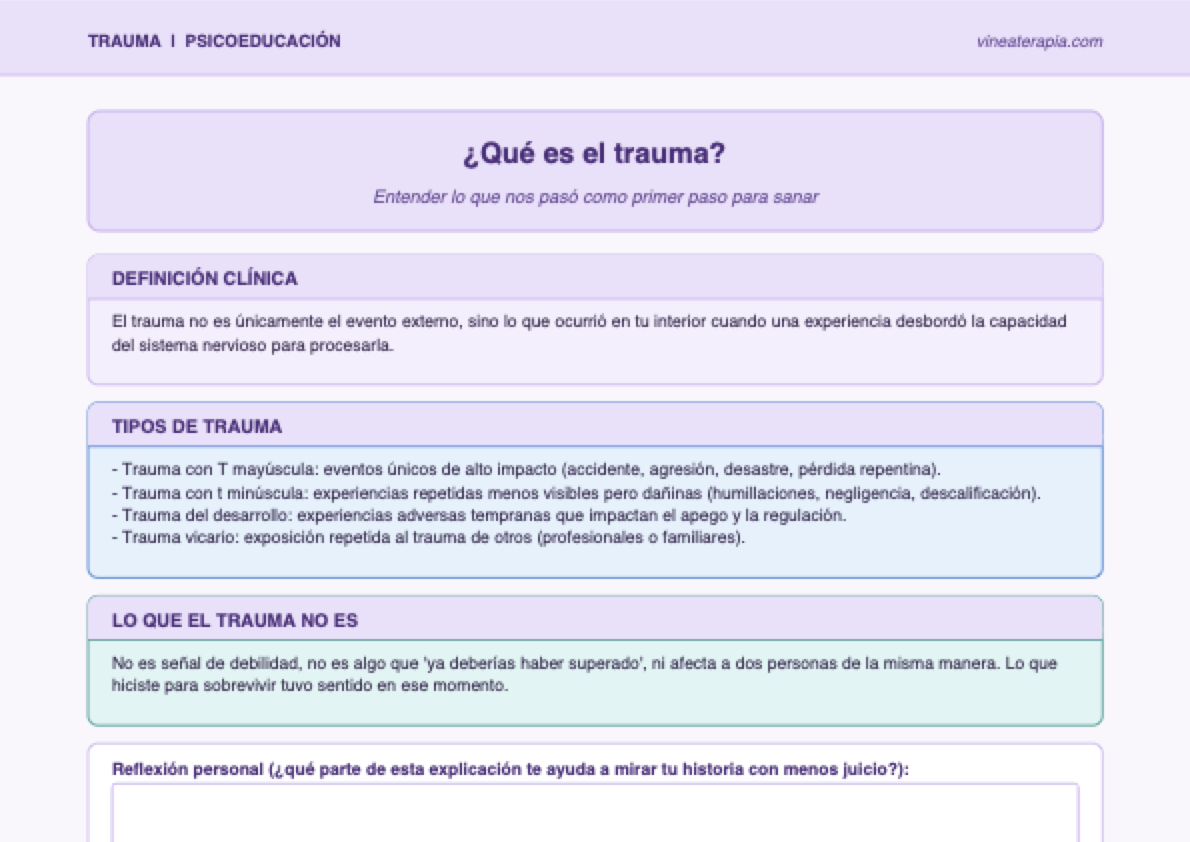 TRAUMA | PSICOEDUCACIÓN
vineaterapia.com
¿Qué es el trauma?
Entender lo que nos pasó como primer paso para sanar
DEFINICIÓN CLÍNICA
El trauma no es únicamente el evento externo, sino lo que ocurrió en tu interior cuando una experiencia desbordó la capacidad
del sistema nervioso para procesarla.
TIPOS DE TRAUMA
- Trauma con T mayúscula: eventos únicos de alto impacto (accidente, agresión, desastre, pérdida repentina).
- Trauma con t minúscula: experiencias repetidas menos visibles pero dañinas (humillaciones, negligencia, descalificación).
- Trauma del desarrollo: experiencias adversas tempranas que impactan el apego y la regulación.
- Trauma vicario: exposición repetida al trauma de otros (profesionales o familiares).
LO QUE EL TRAUMA NO ES
No es señal de debilidad, no es algo que 'ya deberías haber superado', ni afecta a dos personas de la misma manera. Lo que
hiciste para sobrevivir tuvo sentido en ese momento.
Reflexión personal (¿qué parte de esta explicación te ayuda a mirar tu historia con menos juicio?):